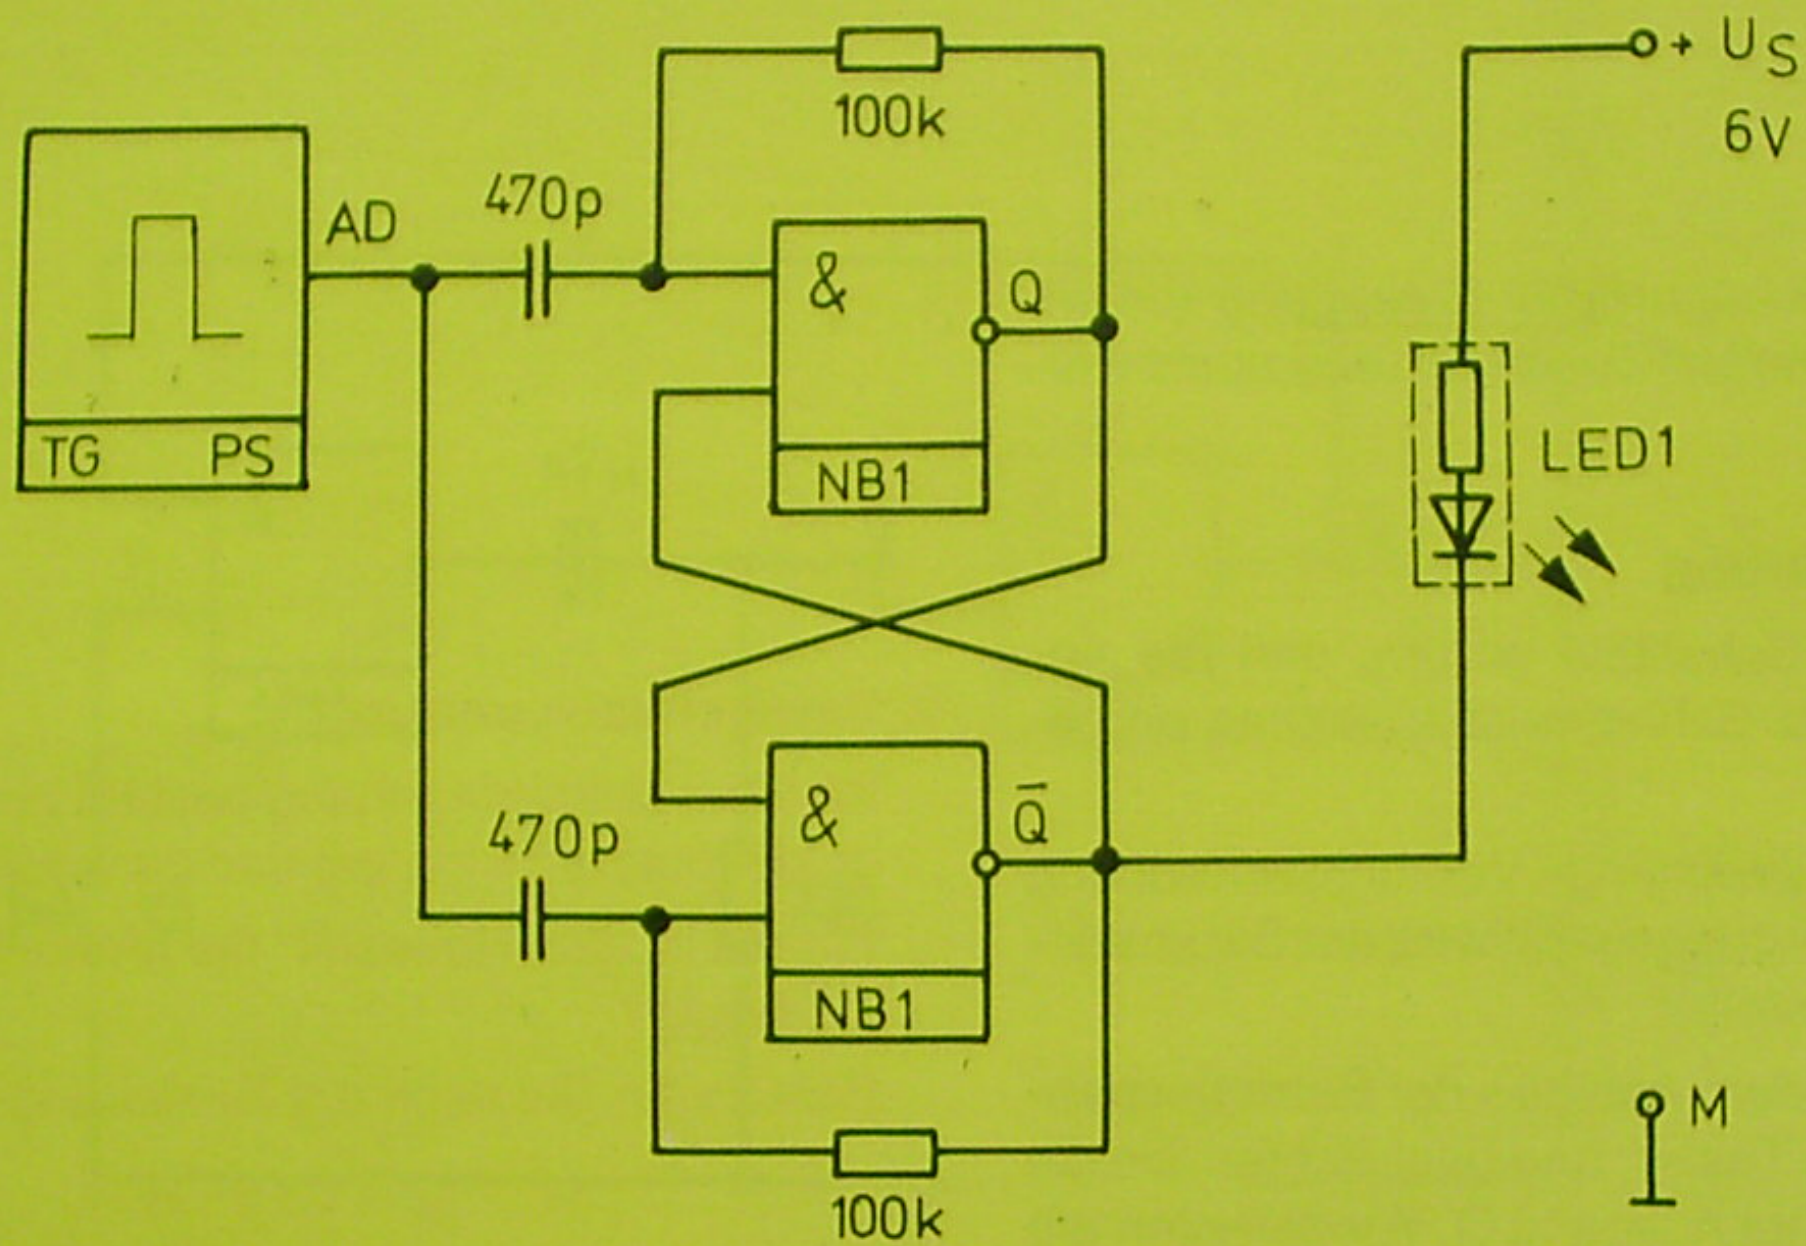 100k
+ U_S
6V
AD
470p
&
Q
TG PS
NB1
LED1
470p
&
Q̄
NB1
M
100k